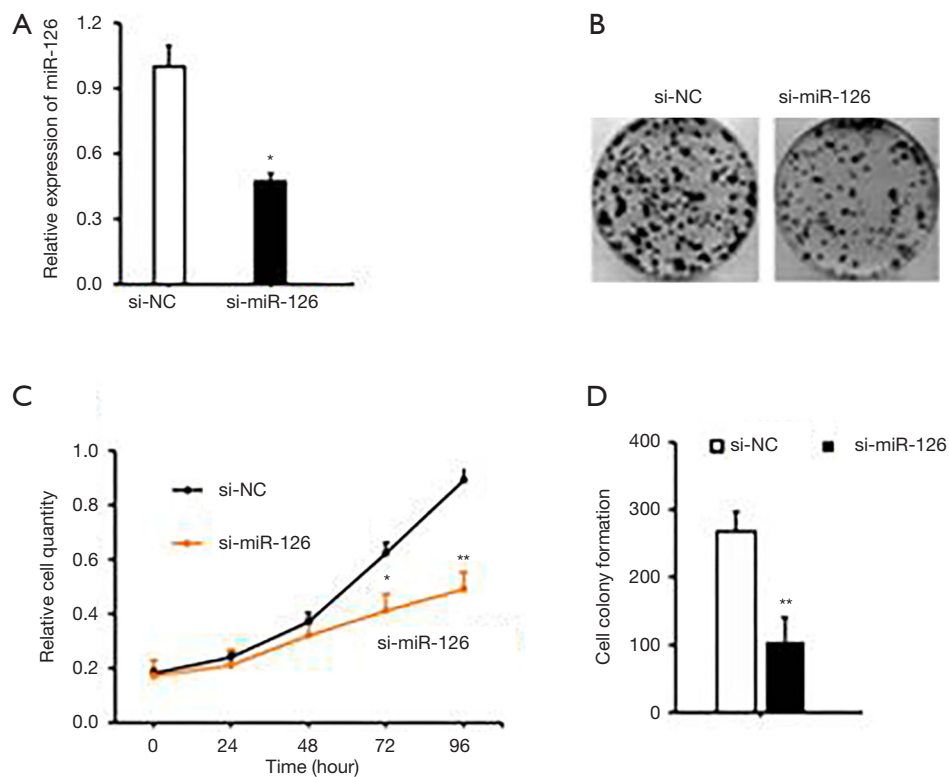 A
Relative expression of miR-126
1.2
0.9
0.6
0.3
0.0
*
si-NC
si-miR-126
B
si-NC
si-miR-126
C
Relative cell quantity
1.0
0.8
0.6
0.4
0.2
0.0
si-NC
si-miR-126
*
**
si-miR-126
0 24 48 72 96
Time (hour)
D
Cell colony formation
400
300
200
100
0
si-NC
si-miR-126
**